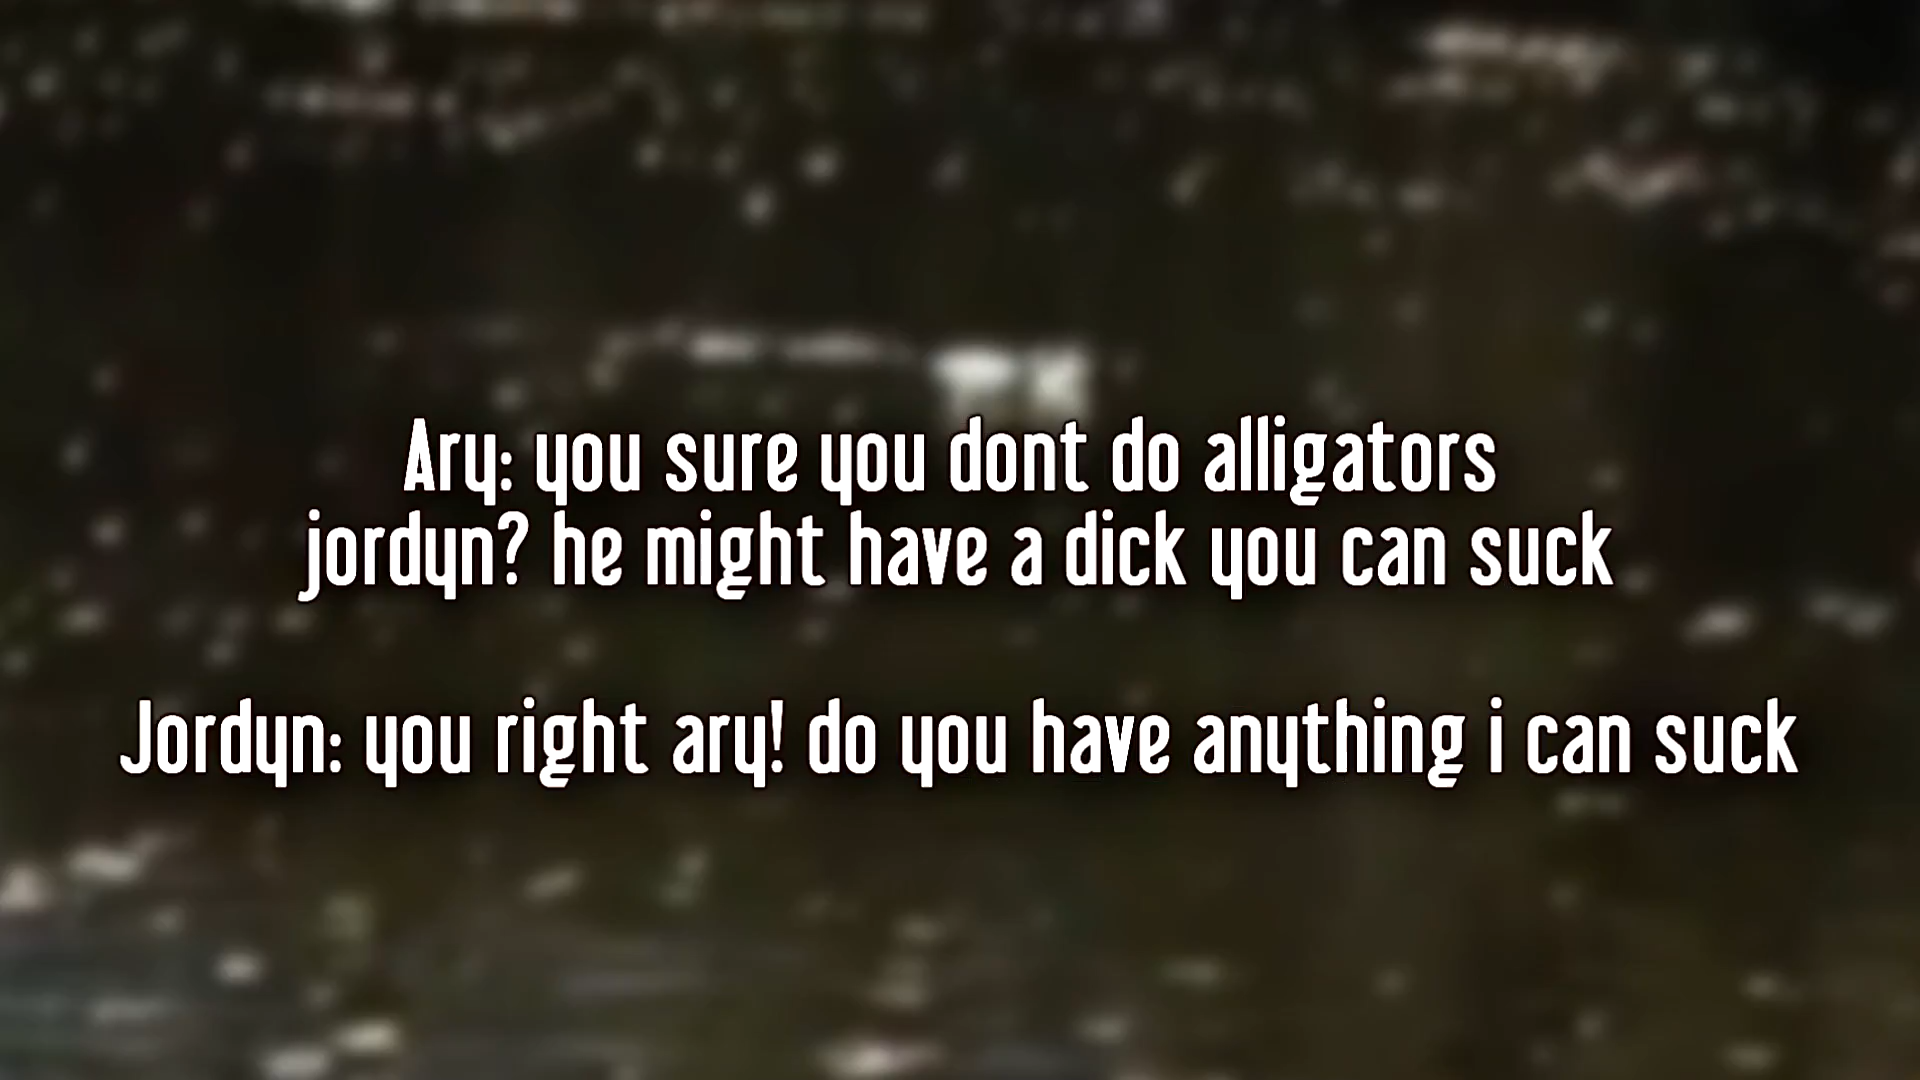 Ary: you sure you dont do alligators
jordyn? he might have a dick you can suck
Jordyn: you right ary! do you have anything i can suck